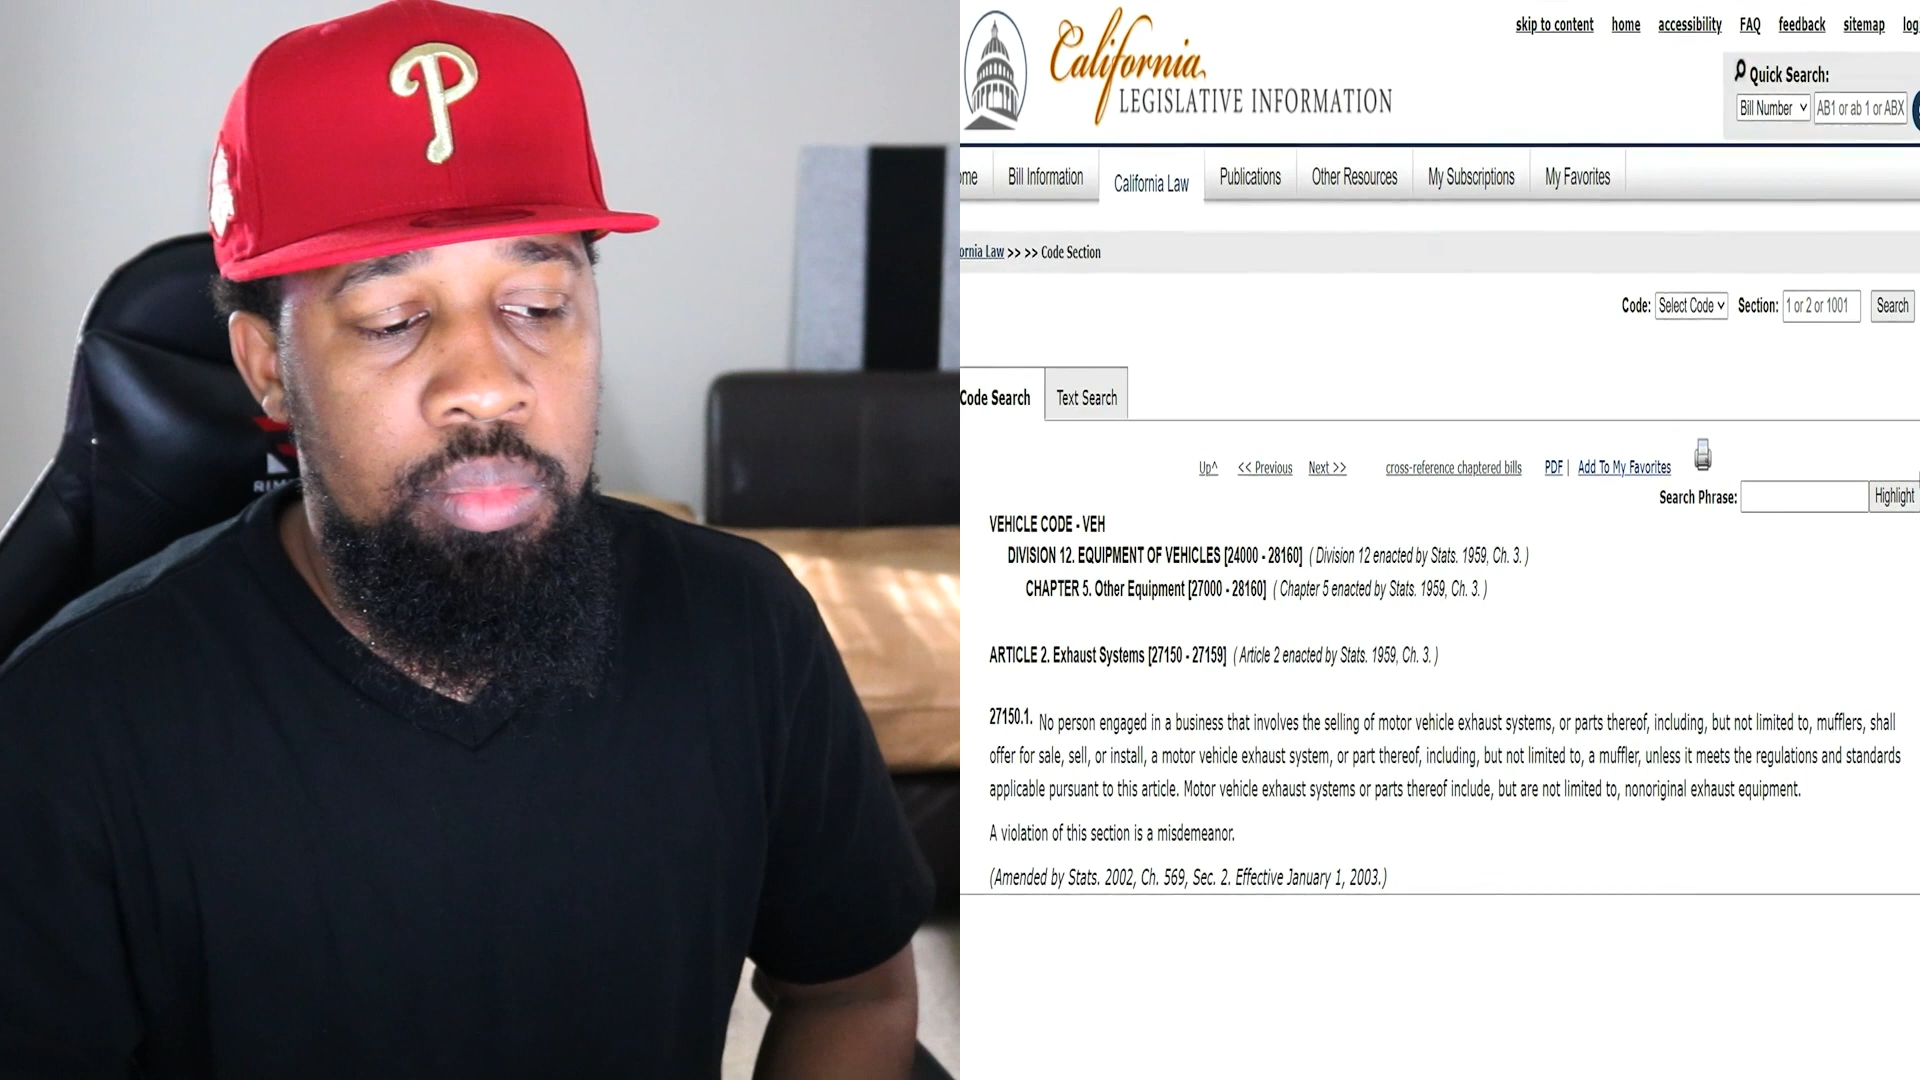 P
skip to content home accessibility FAQ feedback sitemap
California
LEGISLATIVE INFORMATION
Quick Search:
Bill Number AB1 or ab 1 or ABX
Bill Information California Law Publications Other Resources My Subscriptions My Favorites
Law >> >> Code Section
Code: Select Code Section: 1 or 2 or 1001 Search
Code Search Text Search
Up^ << Previous Next >> cross-reference chaptered bills PDF | Add To My Favorites
Search Phrase: Highlight
VEHICLE CODE - VEH
DIVISION 12. EQUIPMENT OF VEHICLES [24000 - 28160] ( Division 12 enacted by Stats. 1959, Ch. 3. )
CHAPTER 5. Other Equipment [27000 - 28160] ( Chapter 5 enacted by Stats. 1959, Ch. 3. )
ARTICLE 2. Exhaust Systems [27150 - 27159] ( Article 2 enacted by Stats. 1959, Ch. 3. )
27150.1. No person engaged in a business that involves the selling of motor vehicle exhaust systems, or parts thereof, including, but not limited to, mufflers, shall
offer for sale, sell, or install, a motor vehicle exhaust system, or part thereof, including, but not limited to, a muffler, unless it meets the regulations and standards
applicable pursuant to this article. Motor vehicle exhaust systems or parts thereof include, but are not limited to, nonoriginal exhaust equipment.
A violation of this section is a misdemeanor.
(Amended by Stats. 2002, Ch. 569, Sec. 2. Effective January 1, 2003.)